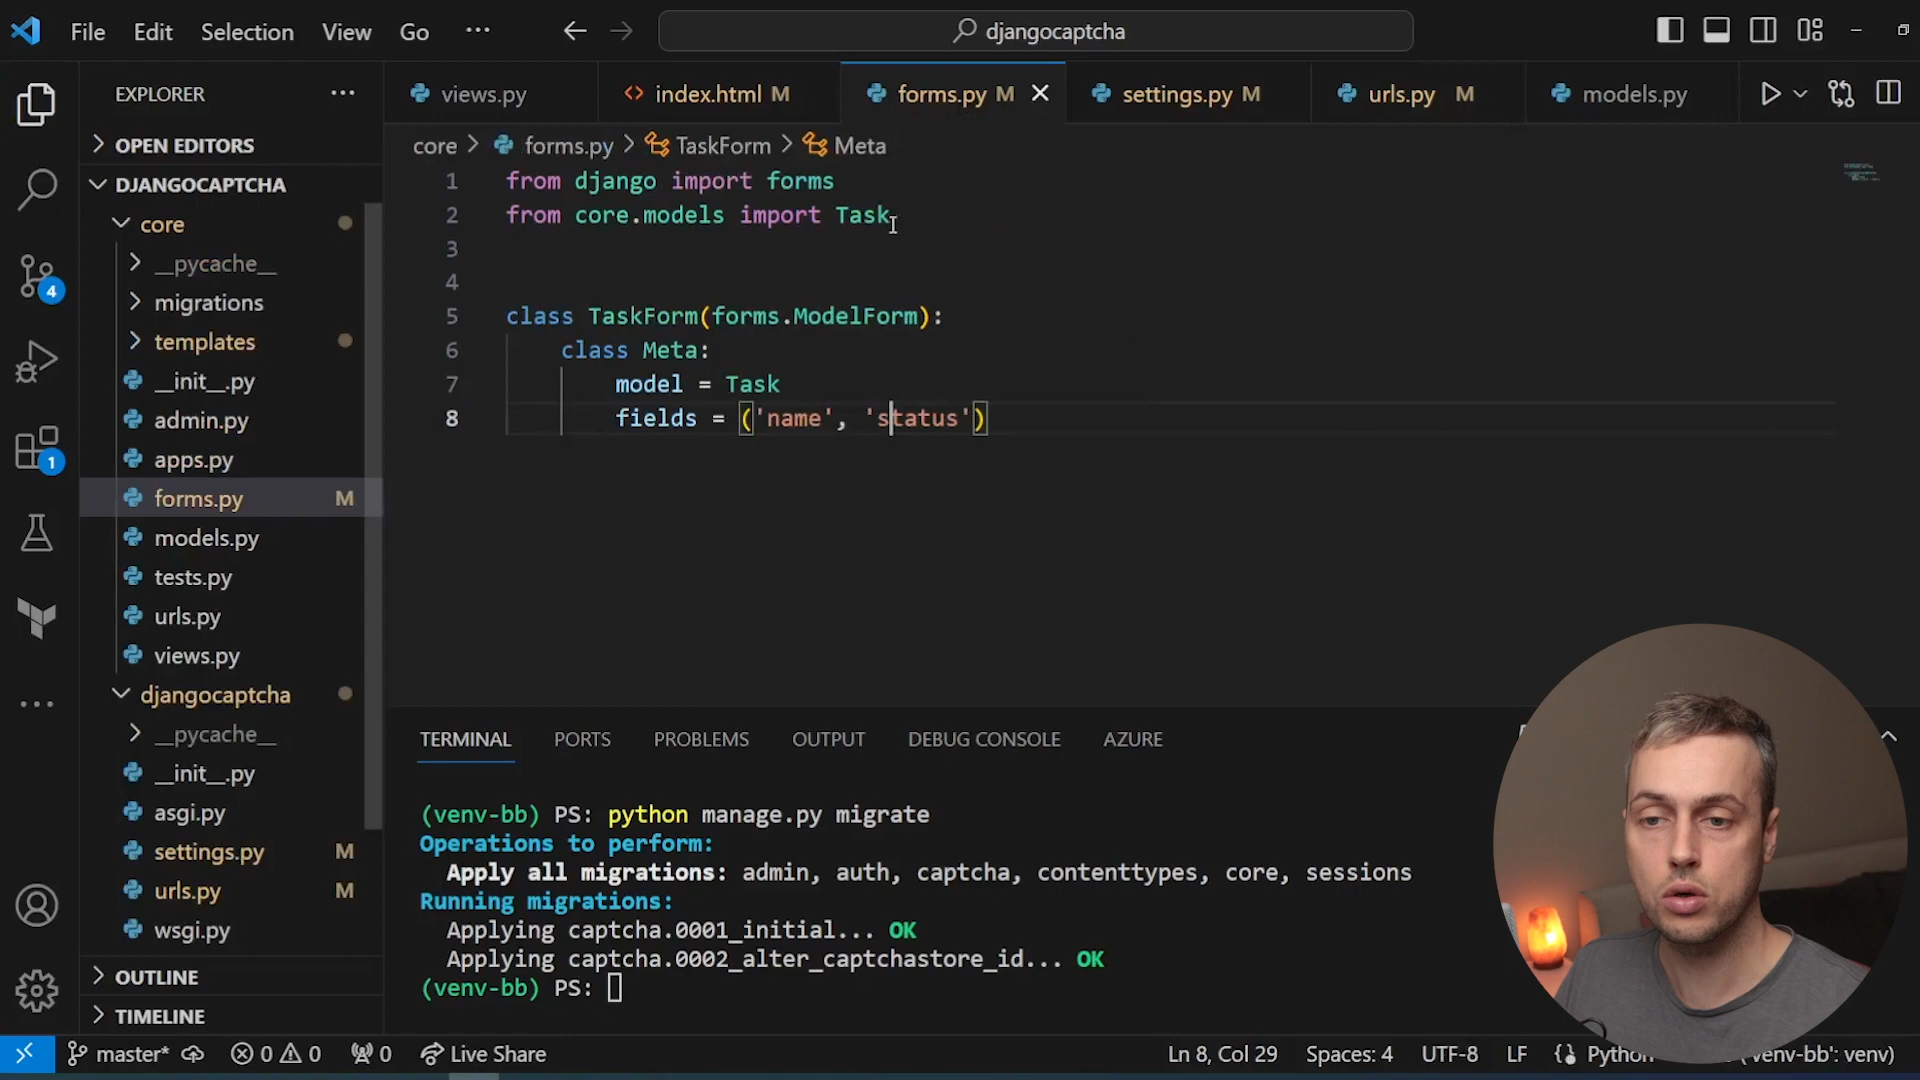 File Edit Selection View Go ··· djangocaptcha
EXPLORER ···
views.py index.html M forms.py M settings.py M urls.py M models.py
OPEN EDITORS
DJANGOCAPTCHA
core
__pycache__
migrations
templates
__init__.py
admin.py
apps.py
forms.py M
models.py
tests.py
urls.py
views.py
djangocaptcha
__pycache__
__init__.py
asgi.py
settings.py M
urls.py M
wsgi.py
OUTLINE
TIMELINE
4
1
core > forms.py > TaskForm > Meta
1 from django import forms
2 from core.models import Task
3
4
5 class TaskForm(forms.ModelForm):
6 class Meta:
7 model = Task
8 fields = ('name', 'status')
TERMINAL PORTS PROBLEMS OUTPUT DEBUG CONSOLE AZURE
(venv-bb) PS: python manage.py migrate
Operations to perform:
Apply all migrations: admin, auth, captcha, contenttypes, core, sessions
Running migrations:
Applying captcha.0001_initial... OK
Applying captcha.0002_alter_captchastore_id... OK
(venv-bb) PS:
master* 0 0 0 Live Share Ln 8, Col 29 Spaces: 4 UTF-8 LF Python ('venv-bb': venv)